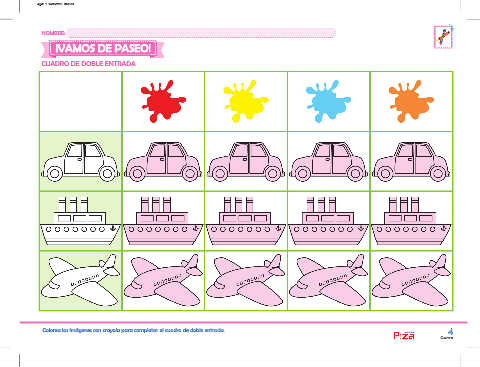 NOMBRE:
¡VAMOS DE PASEO!
CUADRO DE DOBLE ENTRADA
Colorea las imágenes con crayola para completar el cuadro de doble entrada.
4